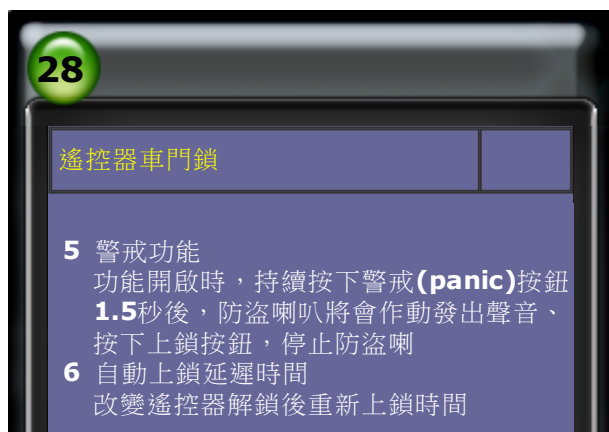 28
遙控器車門鎖
5 警戒功能
功能開啟時，持續按下警戒(panic)按鈕
1.5秒後，防盜喇叭將會作動發出聲音、
按下上鎖按鈕，停止防盜喇
6 自動上鎖延遲時間
改變遙控器解鎖後重新上鎖時間